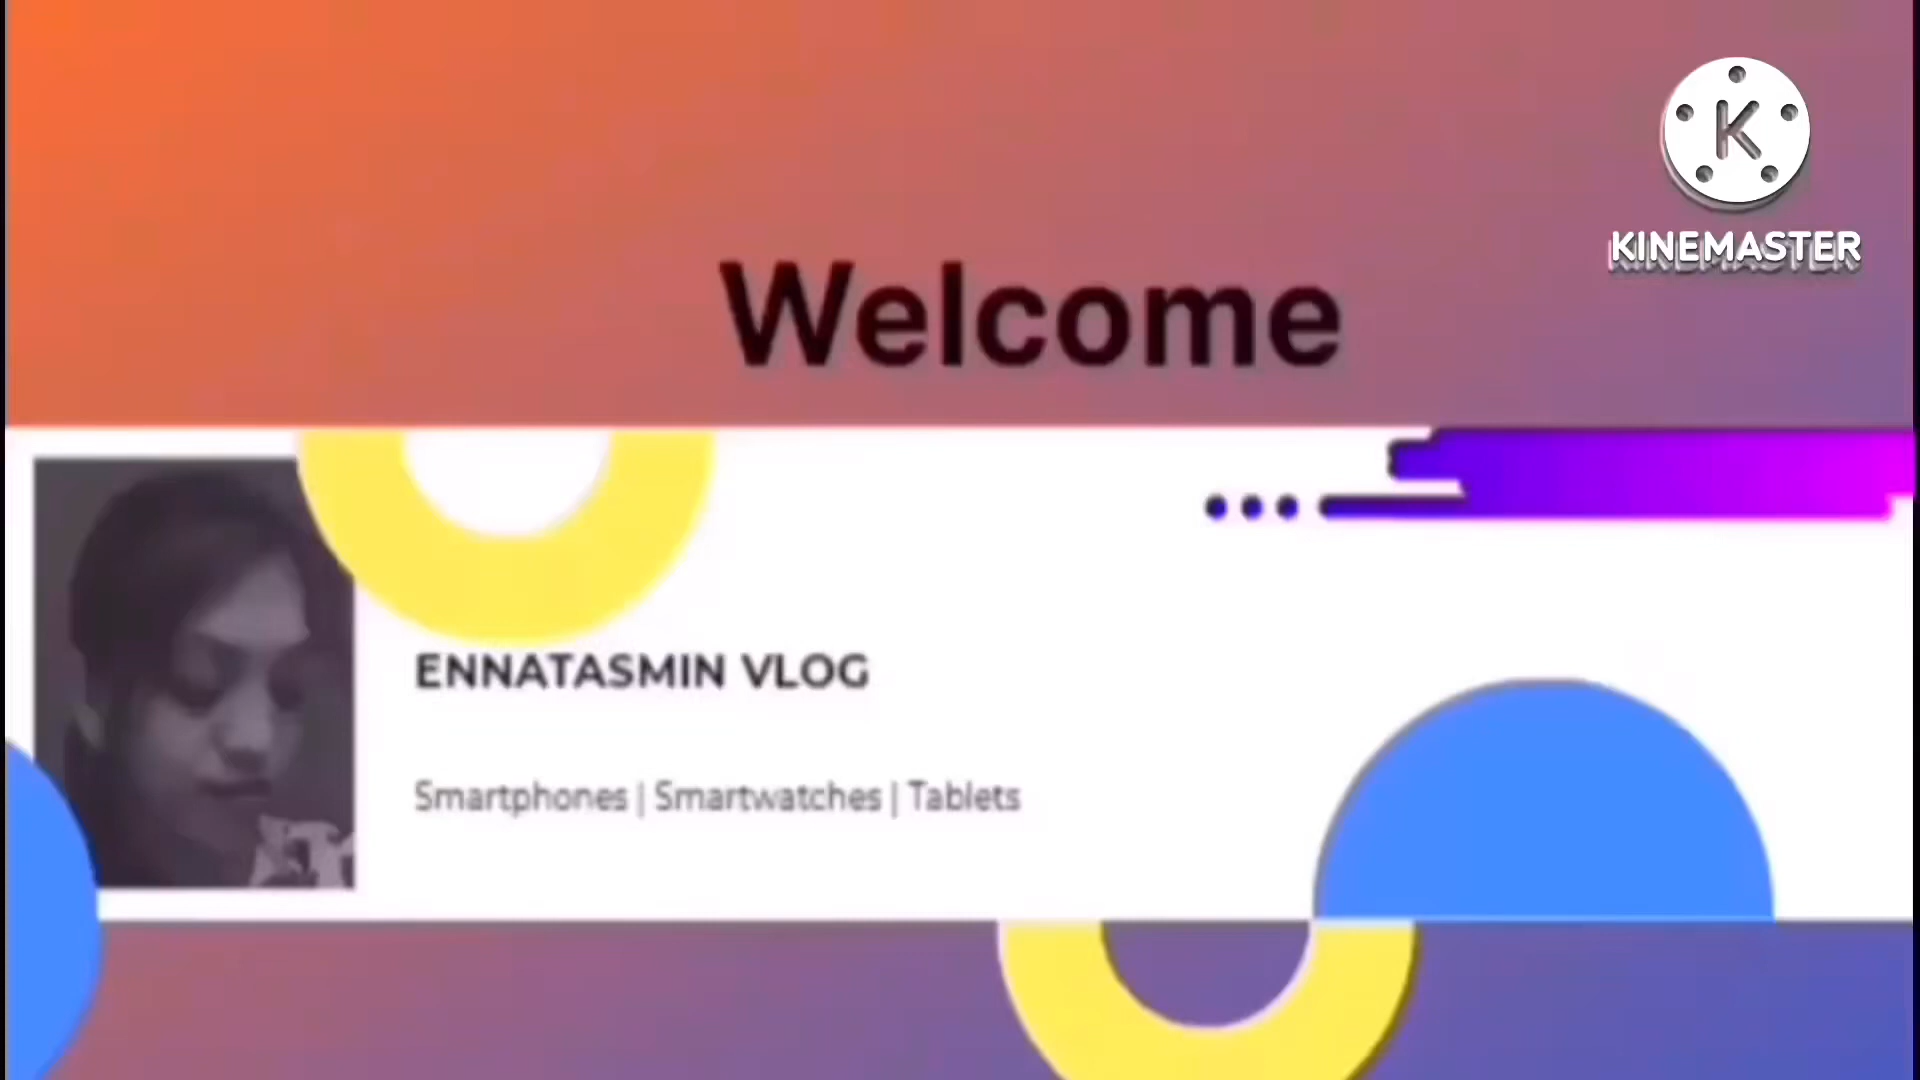 K
KINEMASTER
Welcome
ENNATASMIN VLOG
Smartphones | Smartwatches | Tablets